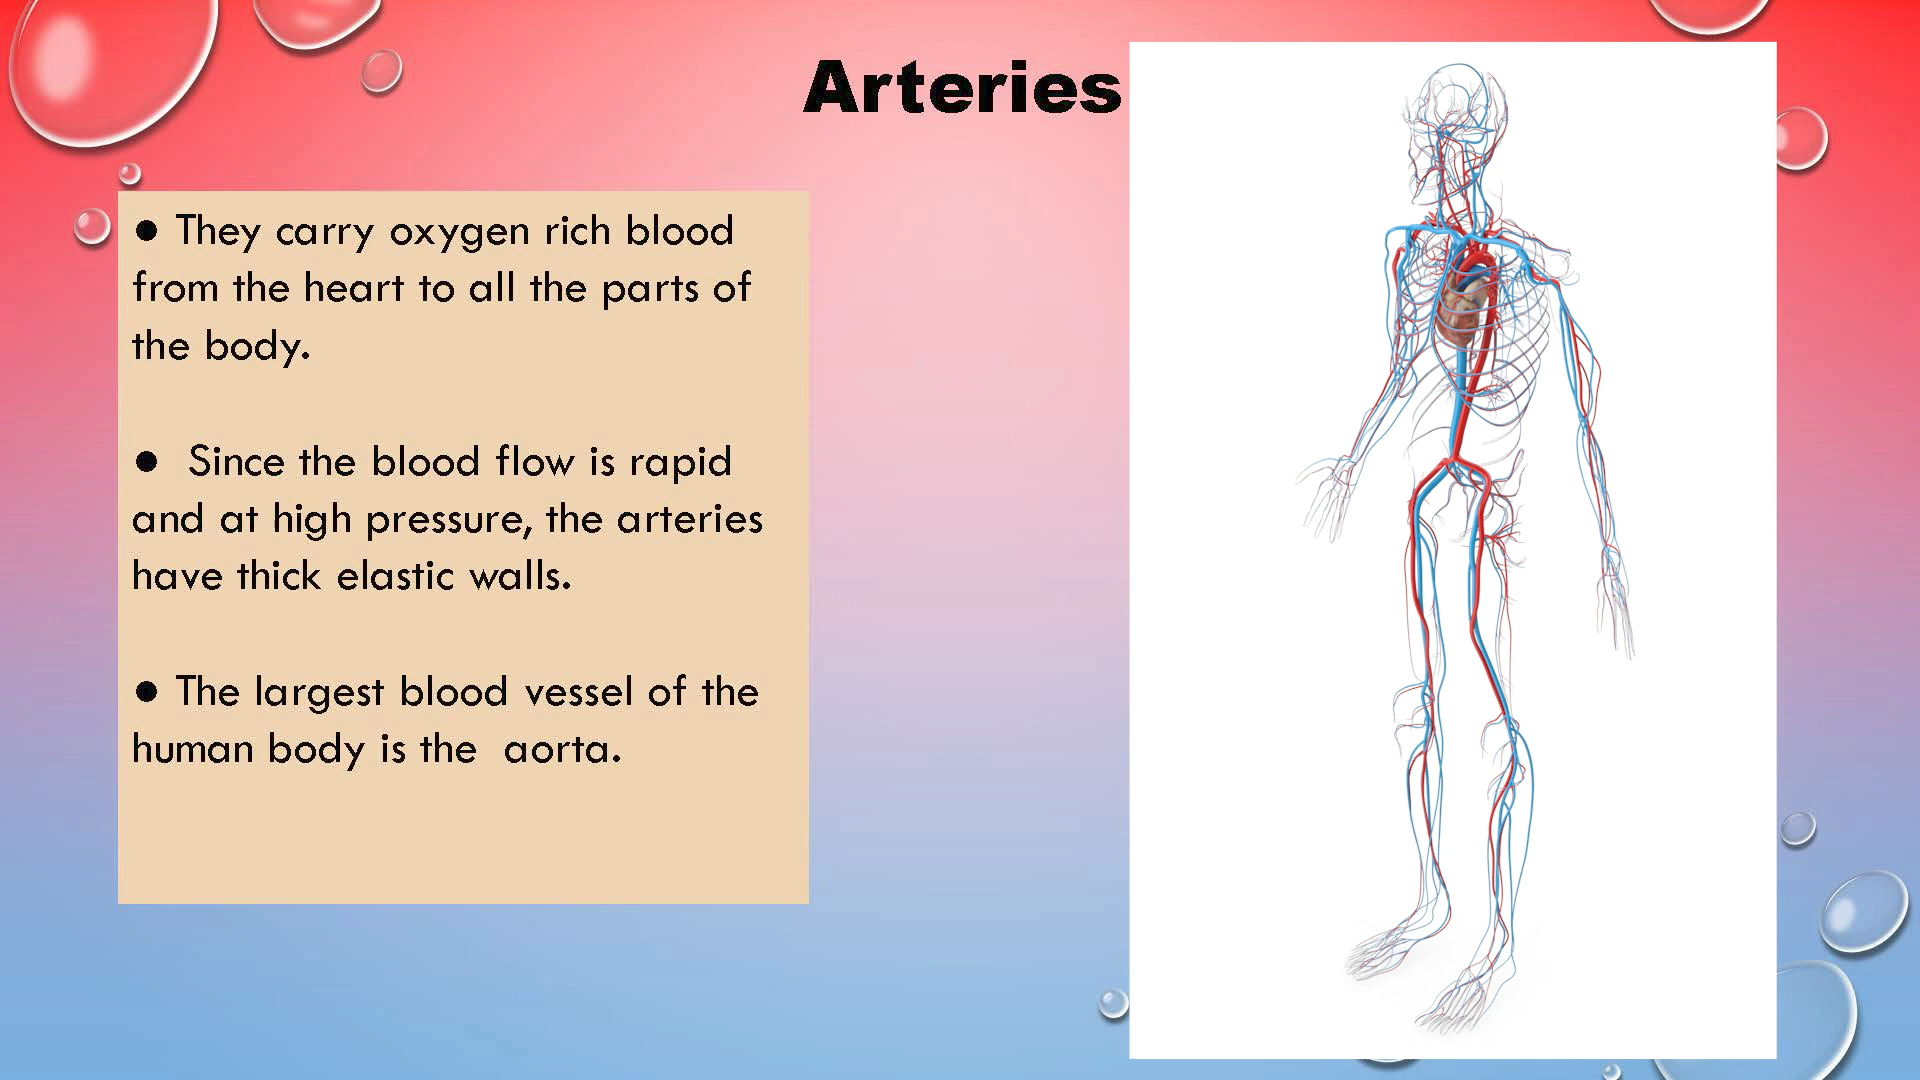 Arteries
● They carry oxygen rich blood
from the heart to all the parts of
the body.
●  Since the blood flow is rapid
and at high pressure, the arteries
have thick elastic walls.
● The largest blood vessel of the
human body is the  aorta.